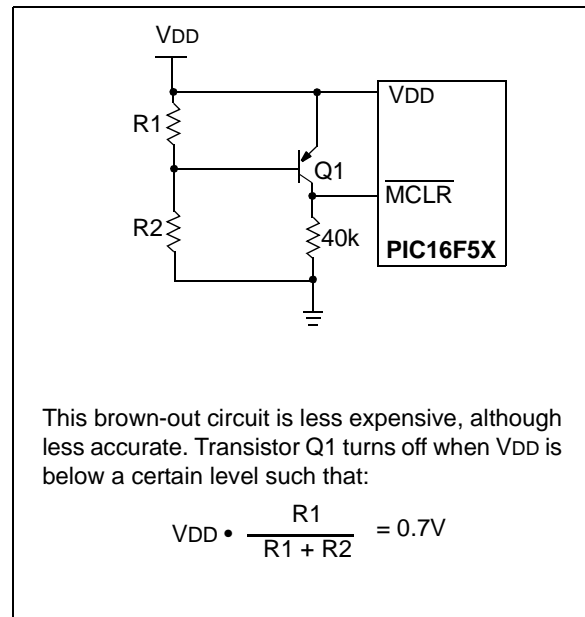 VDD
VDD
R1
Q1
MCLR
R2
40k
PIC16F5X
This brown-out circuit is less expensive, although
less accurate. Transistor Q1 turns off when VDD is
below a certain level such that:
VDD • R1 / R1 + R2 = 0.7V